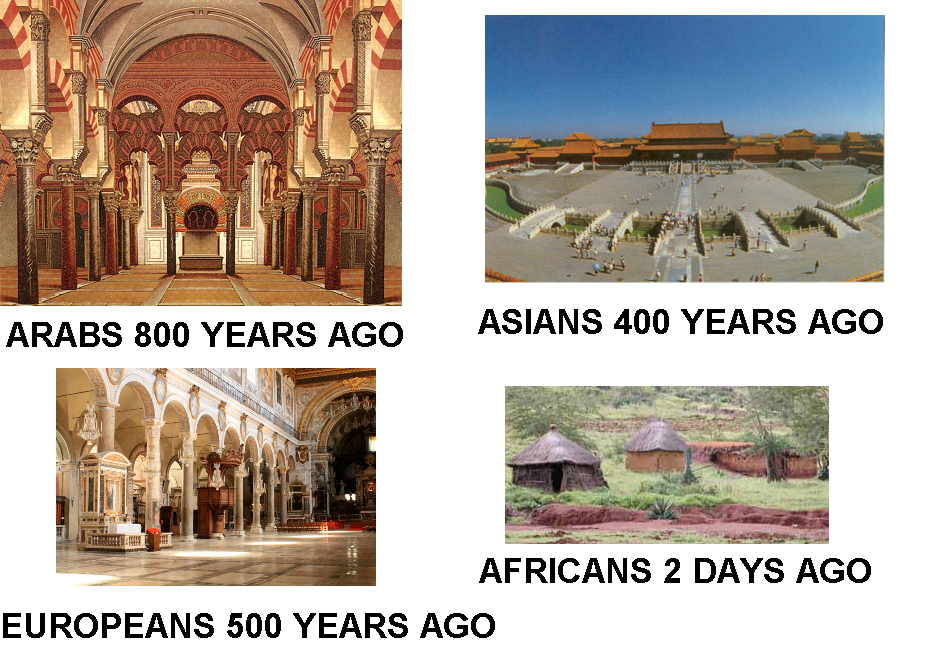 ARABS 800 YEARS AGO
ASIANS 400 YEARS AGO
EUROPEANS 500 YEARS AGO
AFRICANS 2 DAYS AGO